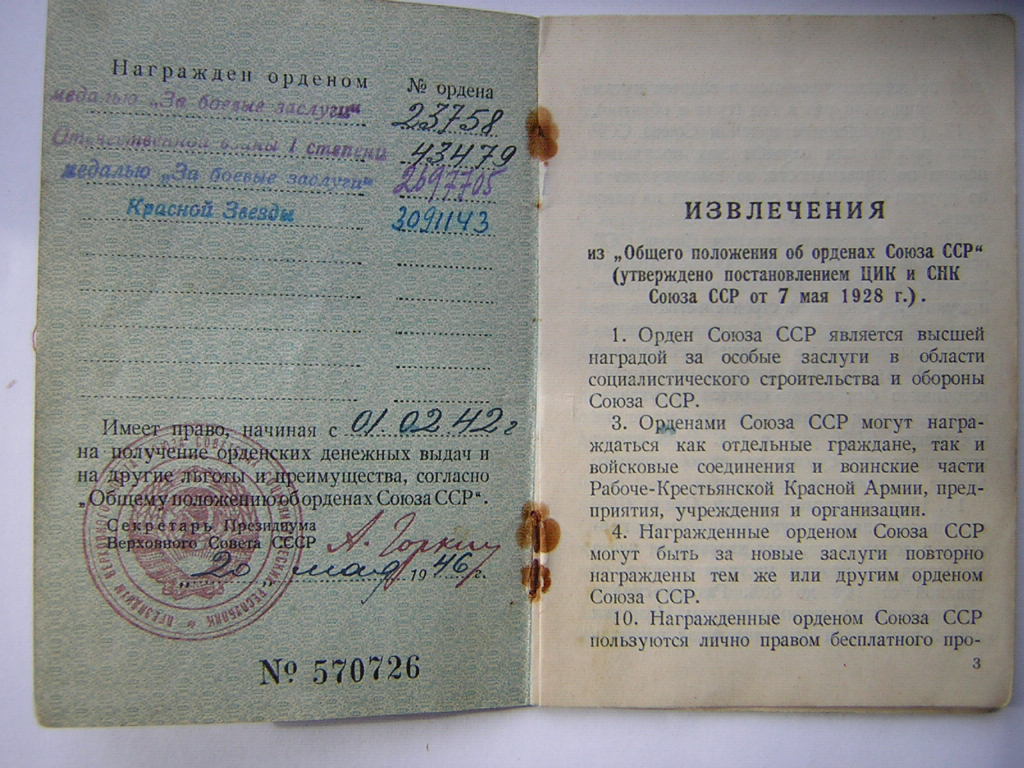 Награжден орденом № ордена
медалью „За боевые заслуги“ 23758
Отечественной войны I степени 43479
медалью „За боевые заслуги“ 2697705
Красной Звезды 3091143
Имеет право, начиная с 01.02.42 г
на получение орденских денежных выдач и
на другие льготы и преимущества, согласно
„Общему положению об орденах Союза ССР“.
Секретарь Президиума
Верховного Совета СССР А. Горкин
„20 „ мая 1946 г.
№ 570726
ИЗВЛЕЧЕНИЯ
из „Общего положения об орденах Союза ССР“
(утверждено постановлением ЦИК и СНК
Союза ССР от 7 мая 1928 г.).
1. Орден Союза ССР является высшей
наградой за особые заслуги в области
социалистического строительства и обороны
Союза ССР.
3. Орденами Союза ССР могут награ-
ждаться как отдельные граждане, так и
войсковые соединения и воинские части
Рабоче-Крестьянской Красной Армии, пред-
приятия, учреждения и организации.
4. Награжденные орденом Союза ССР
могут быть за новые заслуги повторно
награждены тем же или другим орденом
Союза ССР.
10. Награжденные орденом Союза ССР
пользуются лично правом бесплатного про-
3